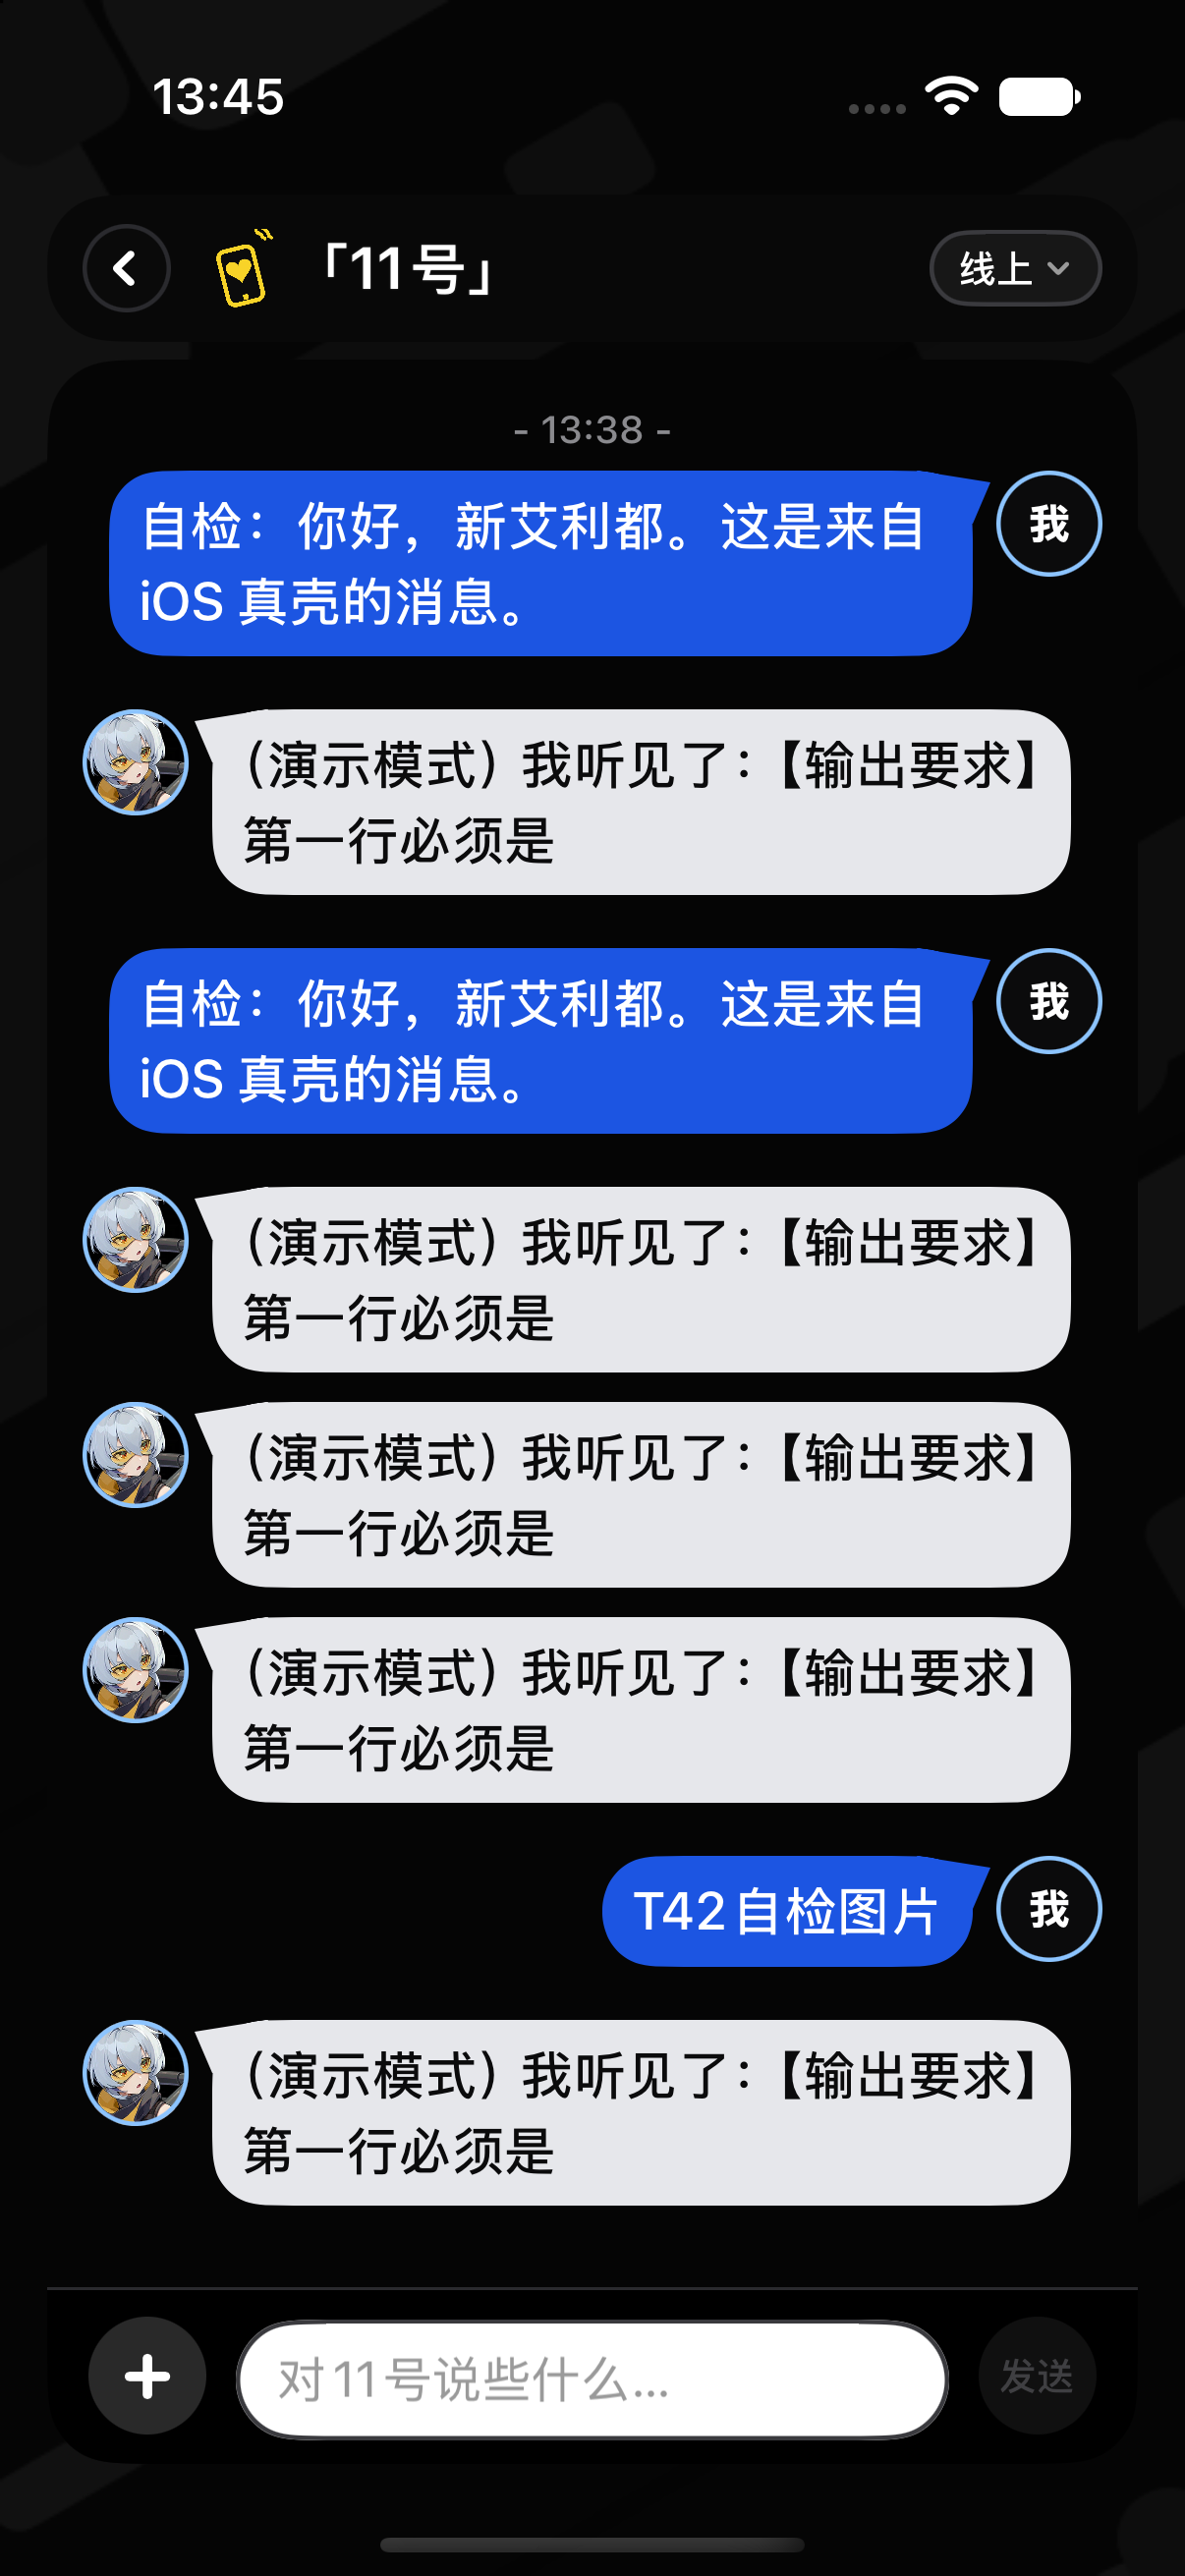 13:45
「11号」
线上
- 13:38 -
自检：你好，新艾利都。这是来自
iOS 真壳的消息。
我
（演示模式）我听见了：【输出要求】
第一行必须是
自检：你好，新艾利都。这是来自
iOS 真壳的消息。
我
（演示模式）我听见了：【输出要求】
第一行必须是
（演示模式）我听见了：【输出要求】
第一行必须是
（演示模式）我听见了：【输出要求】
第一行必须是
T42自检图片
我
（演示模式）我听见了：【输出要求】
第一行必须是
对11号说些什么...
发送